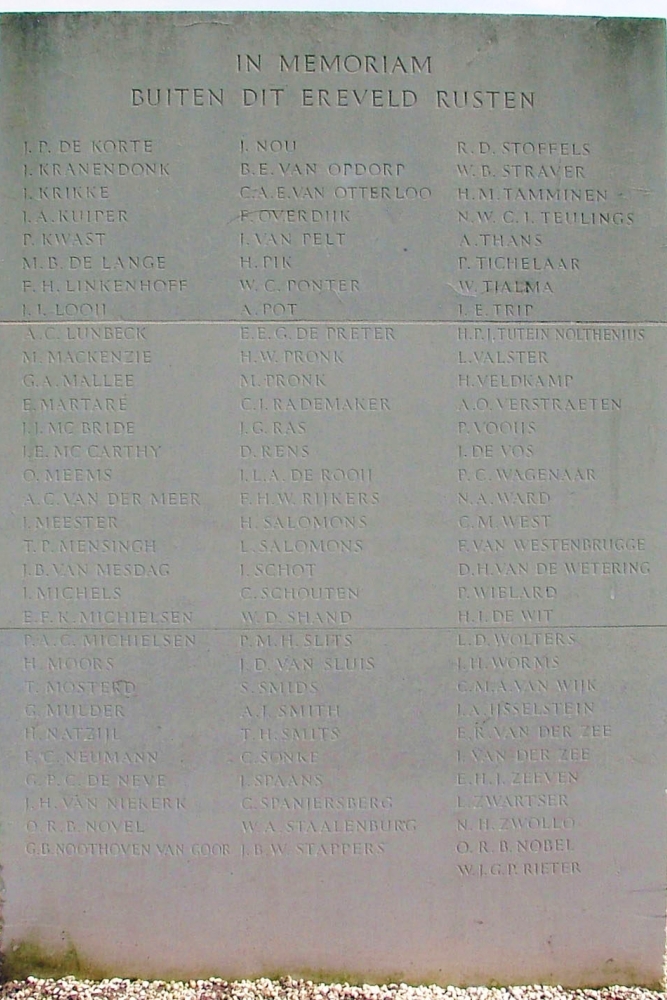 IN MEMORIAM
BUITEN DIT EREVELD RUSTEN
J. P. DE KORTE
J. KRANENDONK
J. KRIKKE
J. A. KUIPER
P. KWAST
M. B. DE LANGE
F. H. LINKENHOFF
J. J. LOOIJ
A. C. LUNBECK
M. MACKENZIE
G. A. MALLEE
E. MARTARÉ
J. J. MC BRIDE
J. E. MC CARTHY
O. MEEMS
A. C. VAN DER MEER
J. MEESTER
T. P. MENSINGH
J. B. VAN MESDAG
J. MICHELS
E. F. K. MICHIELSEN
P. A. C. MICHIELSEN
H. MOORS
T. MOSTERD
G. MULDER
H. NATZIJL
F. C. NEUMANN
G. P. C. DE NEVE
J. H. VAN NIEKERK
O. R. B. NOVEL
G. B. NOOTHOVEN VAN GOOR
J. NOU
B. E. VAN OPDORP
C. A. E. VAN OTTERLOO
F. OVERDIJK
J. VAN PELT
H. PIK
W. C. PONTER
A. POT
E. E. G. DE PRETER
H. W. PRONK
M. PRONK
C. J. RADEMAKER
J. G. RAS
D. RENS
J. L. A. DE ROOIJ
F. H. W. RIJKERS
H. SALOMONS
L. SALOMONS
J. SCHOT
C. SCHOUTEN
W. D. SHAND
P. M. H. SLITS
J. D. VAN SLUIS
S. SMIDS
A. J. SMITH
T. H. SMITS
C. SONKE
J. SPAANS
C. SPANJERSBERG
W. A. STAALENBURG
J. B. W. STAPPERS
R. D. STOFFELS
W. B. STRAVER
H. M. TAMMINEN
N. W. C. J. TEULINGS
A. THANS
P. TICHELAAR
W. TJALMA
J. E. TRIP
H. P. J. TUTEIN NOLTHENIUS
L. VALSTER
H. VELDKAMP
A. O. VERSTRAETEN
P. VOOIJS
J. DE VOS
P. C. WAGENAAR
N. A. WARD
C. M. WEST
F. VAN WESTENBRUGGE
D. H. VAN DE WETERING
P. WIBLARD
H. J. DE WIT
L. D. WOLTERS
J. H. WORMS
C. M. A. VAN WIJK
J. A. IJSSELSTEIN
E. R. VAN DER ZEE
J. VAN DER ZEE
E. H. J. ZEEVEN
L. ZWARTSER
N. H. ZWOLLO
O. R. B. NOBEL
W. J. G. P. RIETER